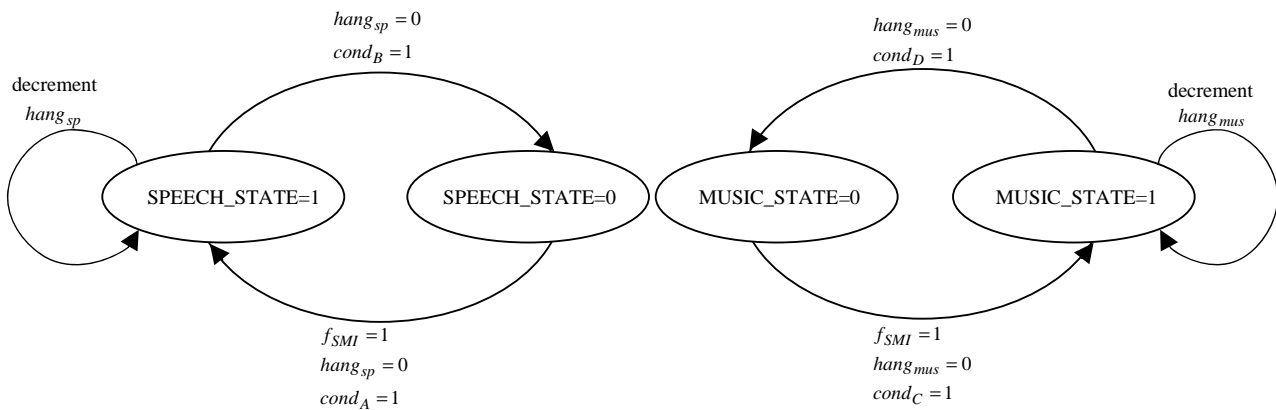 hang_sp = 0
cond_B = 1
hang_mus = 0
cond_D = 1
decrement
hang_sp
decrement
hang_mus
SPEECH_STATE=1
SPEECH_STATE=0
MUSIC_STATE=0
MUSIC_STATE=1
f_SMI = 1
hang_sp = 0
cond_A = 1
f_SMI = 1
hang_mus = 0
cond_C = 1